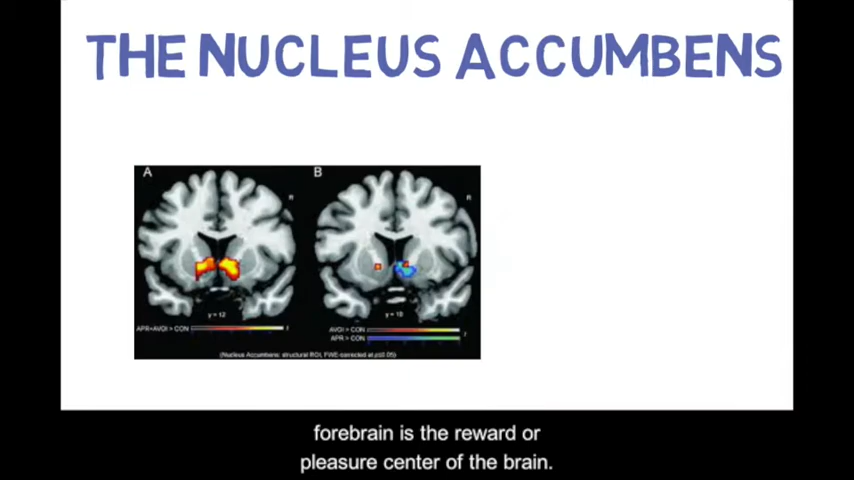 THE NUCLEUS ACCUMBENS
A B
R R
y = 12 y = 10
APR+AVOI > CON
AVOI > CON
APR > CON
(Nucleus Accumbens: structural ROI, FWE-corrected at p≤0.05)
forebrain is the reward or
pleasure center of the brain.